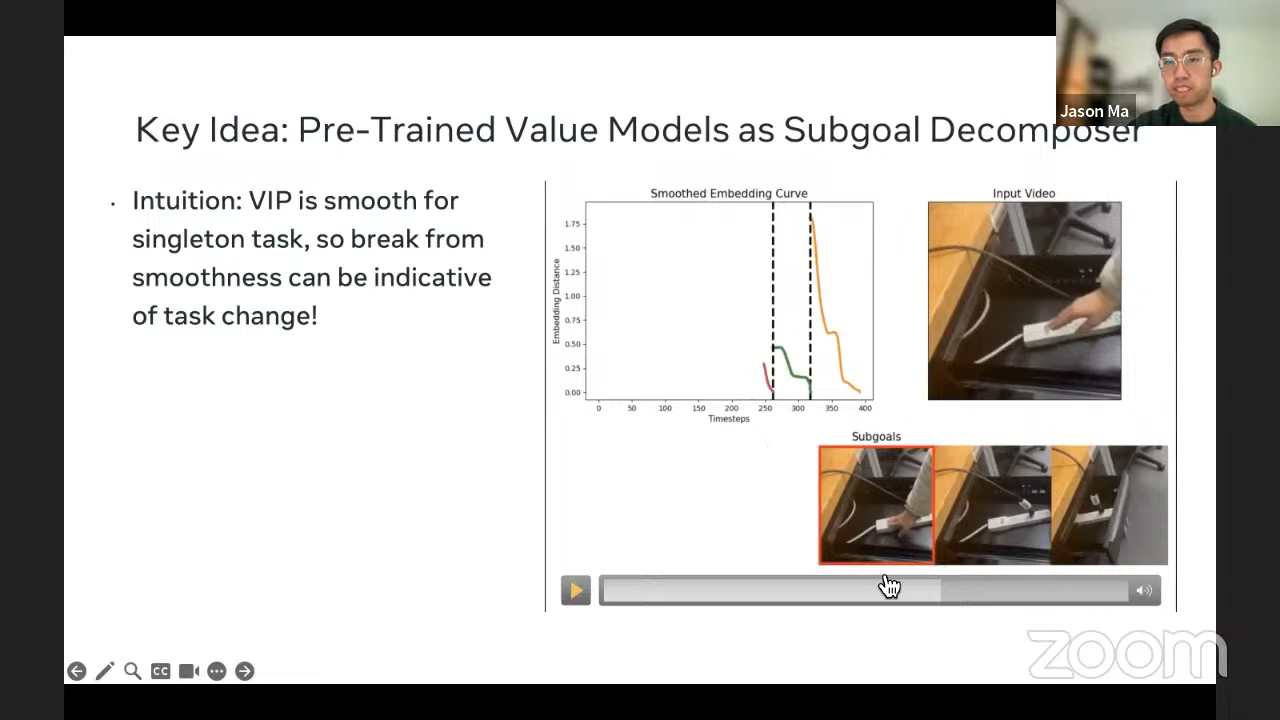 Jason Ma
Key Idea: Pre-Trained Value Models as Subgoal Decomposer
· Intuition: VIP is smooth for
singleton task, so break from
smoothness can be indicative
of task change!
Smoothed Embedding Curve
Embedding Distance
1.75
1.50
1.25
1.00
0.75
0.50
0.25
0.00
0 50 100 150 200 250 300 350 400
Timesteps
Input Video
Subgoals
CC
zoom